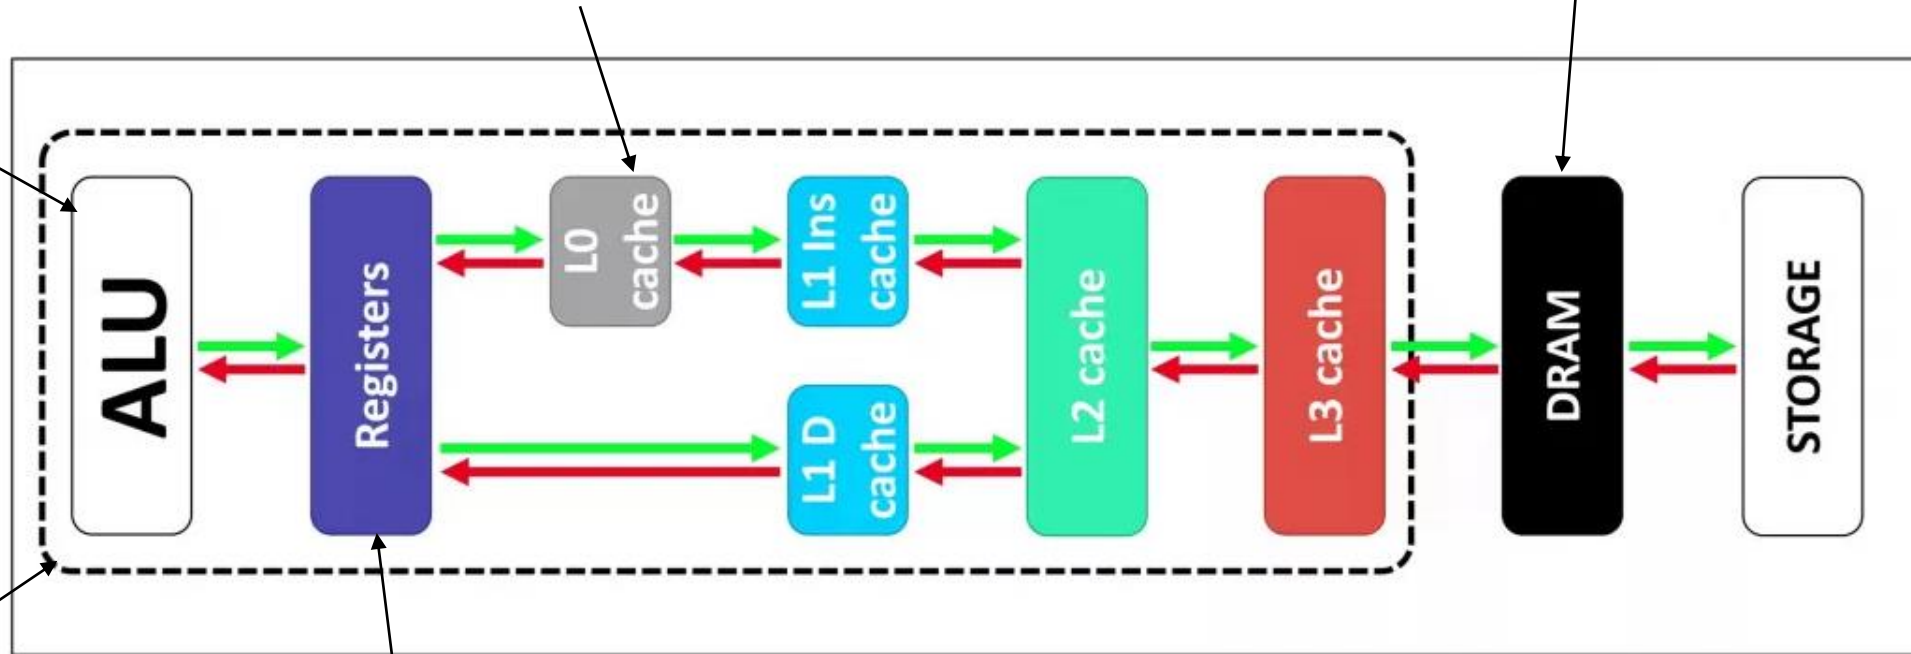 ALU
Registers
L0
cache
L1 Ins
cache
L1 D
cache
L2 cache
L3 cache
DRAM
STORAGE